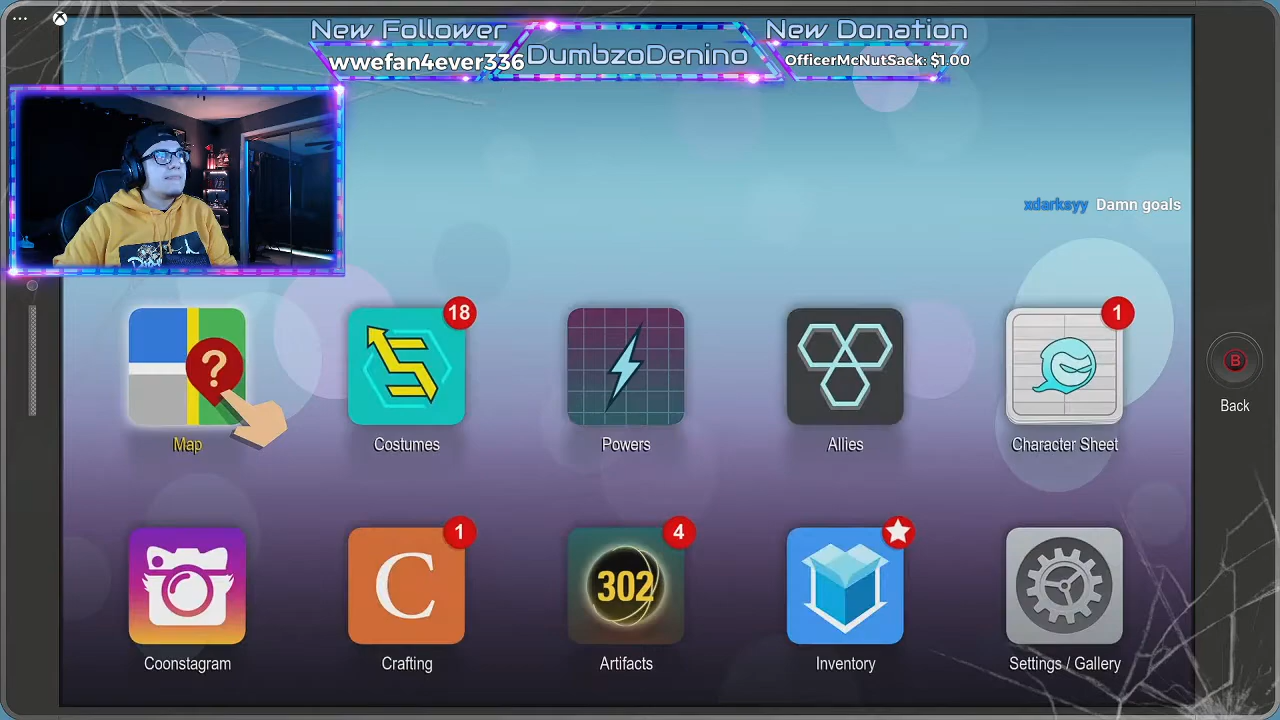 New Follower
wwefan4ever336
DumbzoDenino
New Donation
OfficerMcNutSack: $1.00
xdarksyy Damn goals
?
Map
18
Costumes
Powers
Allies
1
Character Sheet
B
Back
Coonstagram
1
C
Crafting
4
302
Artifacts
Inventory
Settings / Gallery